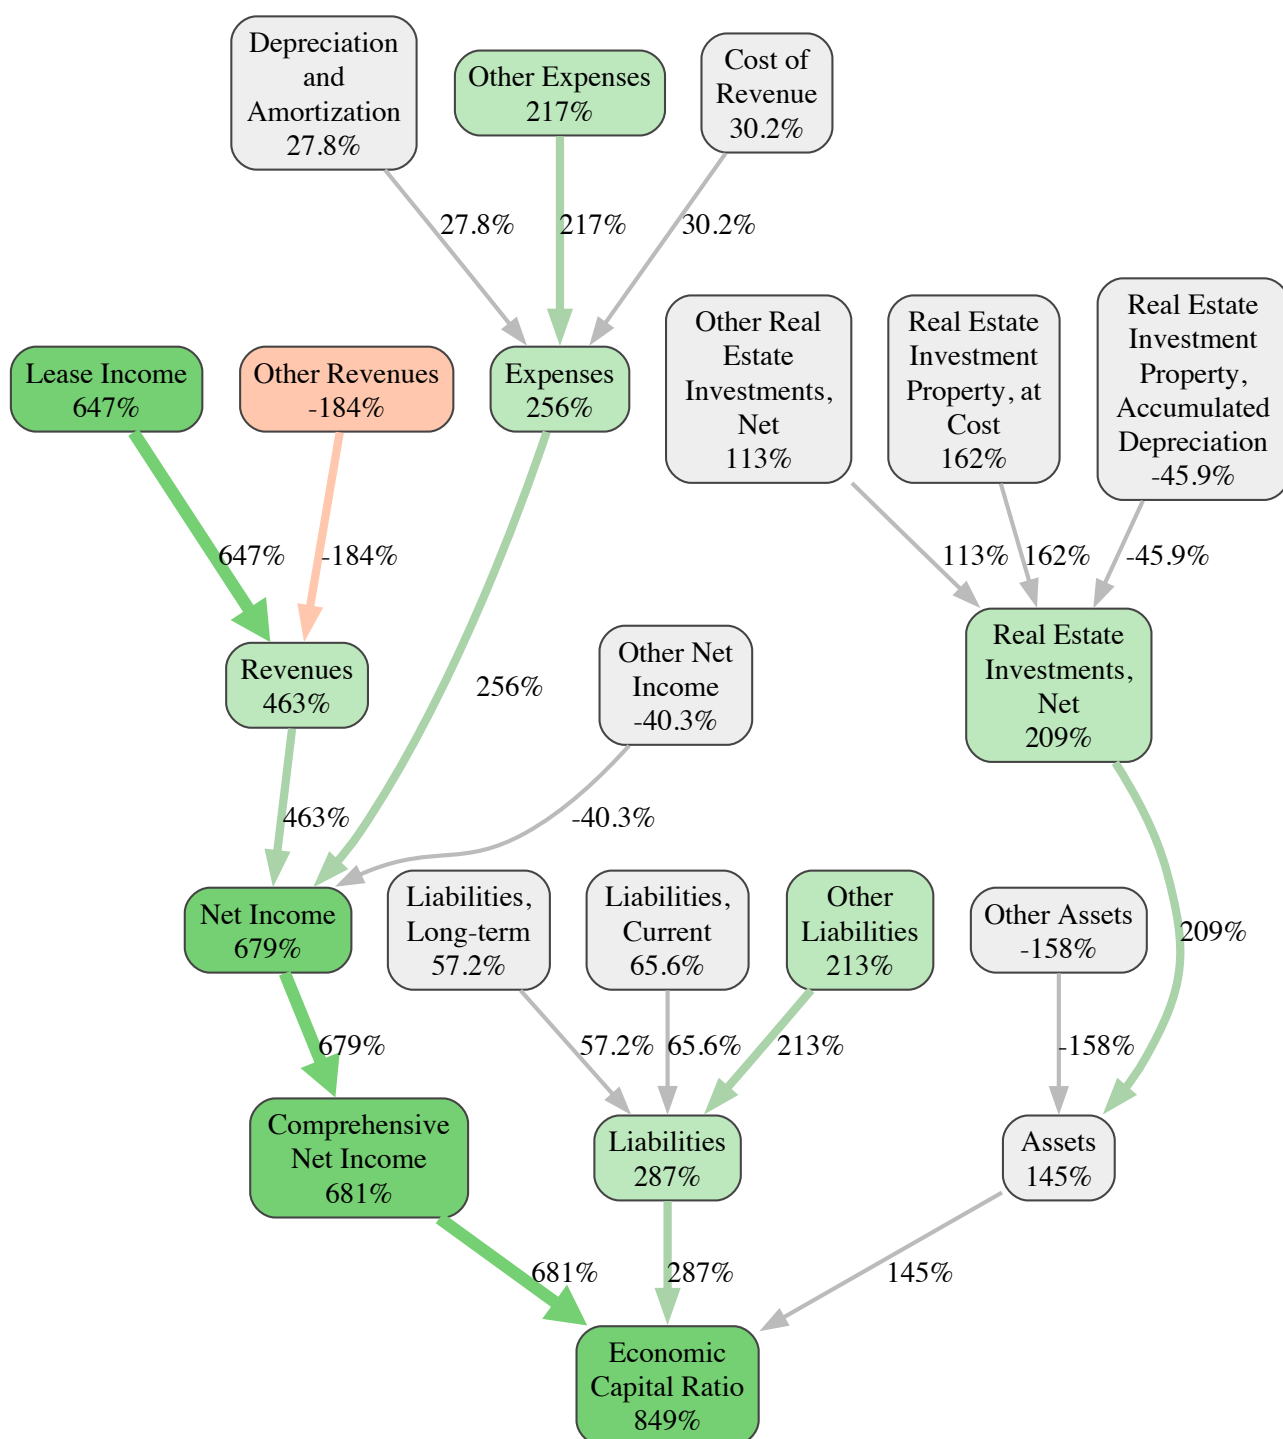 Depreciation
and
Amortization
27.8%
Other Expenses
217%
Cost of
Revenue
30.2%
27.8%
217%
30.2%
Lease Income
647%
Other Revenues
-184%
Expenses
256%
Other Real
Estate
Investments,
Net
113%
Real Estate
Investment
Property, at
Cost
162%
Real Estate
Investment
Property,
Accumulated
Depreciation
-45.9%
647%
-184%
113%
162%
-45.9%
Revenues
463%
256%
Other Net
Income
-40.3%
Real Estate
Investments,
Net
209%
463%
-40.3%
Net Income
679%
Liabilities,
Long-term
57.2%
Liabilities,
Current
65.6%
Other
Liabilities
213%
Other Assets
-158%
209%
679%
57.2%
65.6%
213%
-158%
Comprehensive
Net Income
681%
Liabilities
287%
Assets
145%
681%
287%
145%
Economic
Capital Ratio
849%